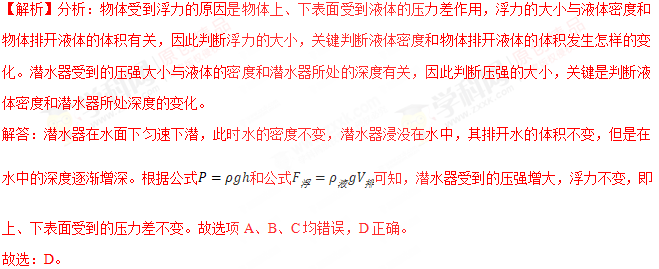 【解析】分析：物体受到浮力的原因是物体上、下表面受到液体的压力差作用，浮力的大小与液体密度和
物体排开液体的体积有关，因此判断浮力的大小，关键判断液体密度和物体排开液体的体积发生怎样的变
化。潜水器受到的压强大小与液体的密度和潜水器所处的深度有关，因此判断压强的大小，关键是判断液
体密度和潜水器所处深度的变化。
解答：潜水器在水面下匀速下潜，此时水的密度不变，潜水器浸没在水中，其排开水的体积不变，但是在
水中的深度逐渐增深。根据公式P = ρgh和公式F浮 = ρ液gV排可知，潜水器受到的压强增大，浮力不变，即
上、下表面受到的压力差不变。故选项 A、B、C 均错误，D 正确。
故选：D。